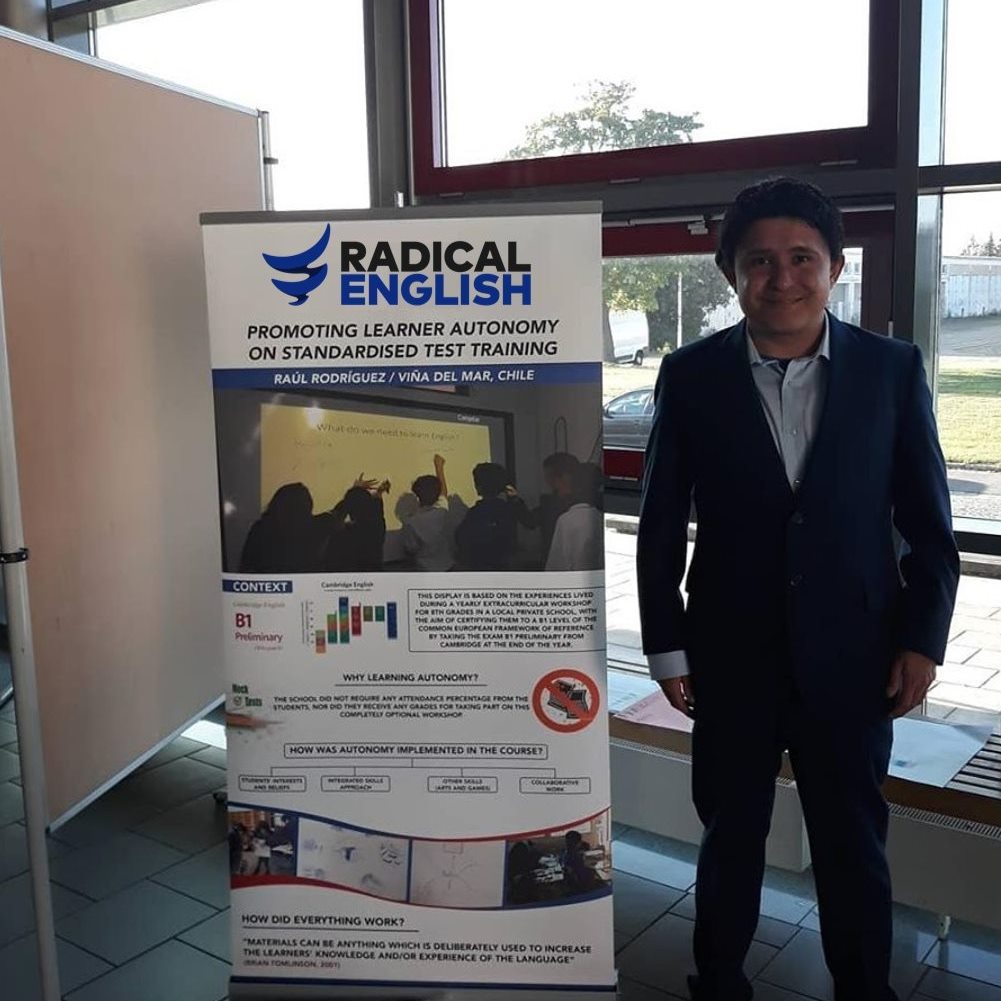 RADICAL
ENGLISH
PROMOTING LEARNER AUTONOMY
ON STANDARDISED TEST TRAINING
RAÚL RODRÍGUEZ / VIÑA DEL MAR, CHILE
What do we need to learn English?
CONTEXT
Cambridge English
Cambridge English
B1
Preliminary
THIS DISPLAY IS BASED ON THE EXPERIENCES LIVED
DURING A YEARLY EXTRACURRICULAR WORKSHOP
FOR 8TH GRADES IN A LOCAL PRIVATE SCHOOL, WITH
THE AIM OF CERTIFYING THEM TO A B1 LEVEL OF THE
COMMON EUROPEAN FRAMEWORK OF REFERENCE
BY TAKING THE EXAM B1 PRELIMINARY FROM
CAMBRIDGE AT THE END OF THE YEAR.
WHY LEARNING AUTONOMY?
Mock
Tests
THE SCHOOL DID NOT REQUIRE ANY ATTENDANCE PERCENTAGE FROM THE
STUDENTS, NOR DID THEY RECEIVE ANY GRADES FOR TAKING PART ON THIS
COMPLETELY OPTIONAL WORKSHOP.
HOW WAS AUTONOMY IMPLEMENTED IN THE COURSE?
STUDENTS' INTERESTS
AND BELIEFS
INTEGRATED SKILLS
APPROACH
OTHER SKILLS
(ARTS AND GAMES)
COLLABORATIVE
WORK
HOW DID EVERYTHING WORK?
"MATERIALS CAN BE ANYTHING WHICH IS DELIBERATELY USED TO INCREASE
THE LEARNERS' KNOWLEDGE AND/OR EXPERIENCE OF THE LANGUAGE"
(BRIAN TOMLINSON, 2001)